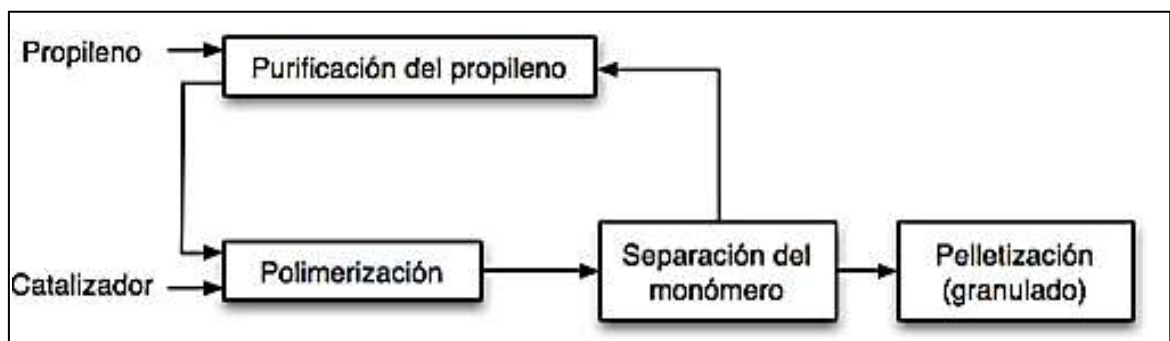 Propileno
Purificación del propileno
Catalizador
Polimerización
Separación del
monómero
Pelletización
(granulado)